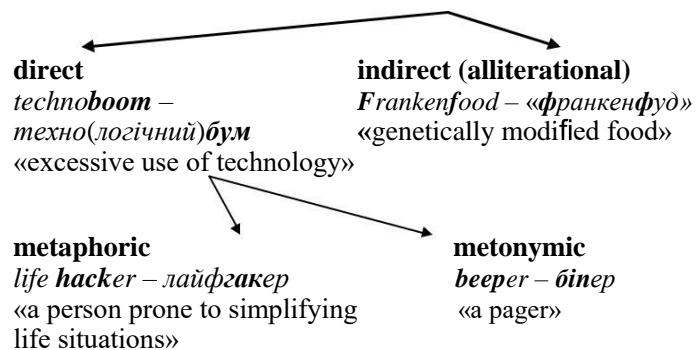 direct
technoboom –
техно(логічний)бум
«excessive use of technology»
indirect (alliterational)
Frankenfood – «франкенфуд»
«genetically modified food»
metaphoric
life hacker – лайфгакер
«a person prone to simplifying
life situations»
metonymic
beeper – біпер
«a pager»